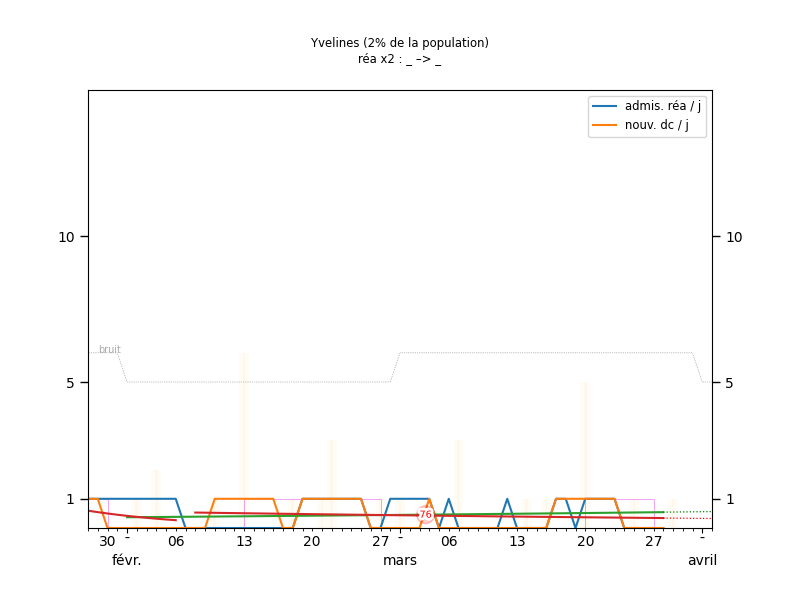 Yvelines (2% de la population)
réa x2 : _ –> _
admis. réa / j
nouv. dc / j
10 10
bruit
5 5
1 1
76
30 - 06 13 20 27 - 06 13 20 27 -
févr. mars avril